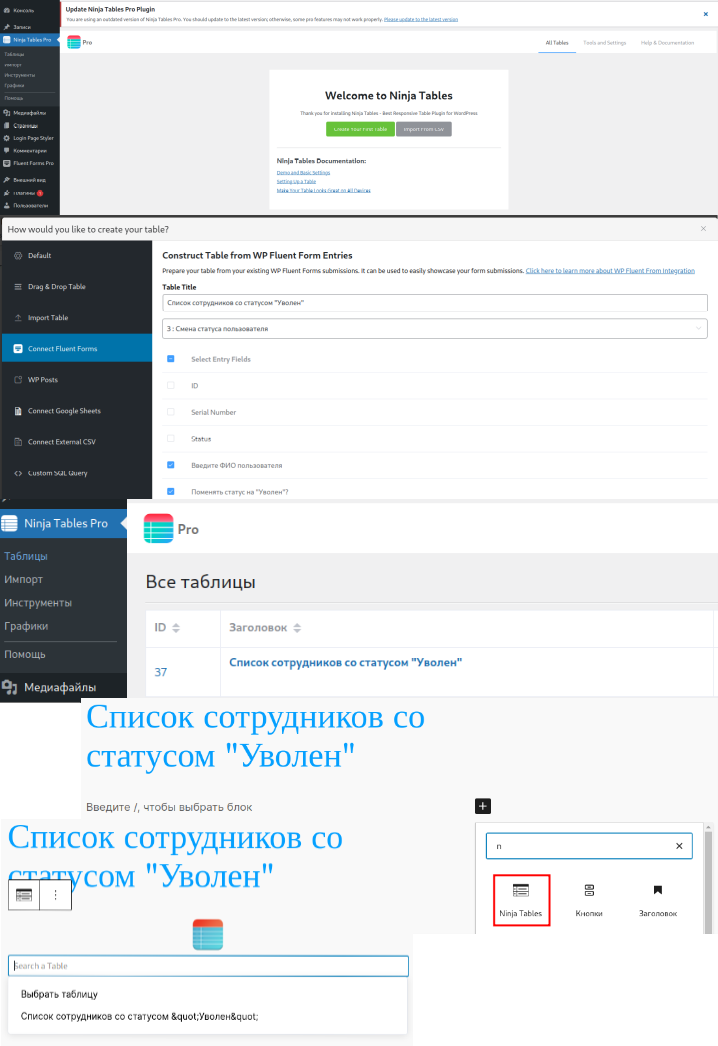 Консоль
Записи
Ninja Tables Pro
Таблицы
Импорт
Инструменты
Графики
Помощь
Медиафайлы
Страницы
Login Page Styler
Комментарии
Fluent Forms Pro
Внешний вид
Плагины 1
Пользователи
Update Ninja Tables Pro Plugin
You are using an outdated version of Ninja Tables Pro. You should update to the latest version; otherwise, some pro features may not work properly. Please update to the latest version
Pro
All Tables Tools and Settings Help & Documentation
Welcome to Ninja Tables
Thank you for installing Ninja Tables - Best Responsive Table Plugin for WordPress
Create Your First Table Import From CSV
Ninja Tables Documentation:
Demo and Basic Settings
Setting Up a Table
Make Your Table Looks Great on All Devices
How would you like to create your table?
Default
Drag & Drop Table
Import Table
Connect Fluent Forms
WP Posts
Connect Google Sheets
Connect External CSV
Custom SQL Query
Construct Table from WP Fluent Form Entries
Prepare your table from your existing WP Fluent Forms submissions. It can be used to easily showcase your form submissions. Click here to learn more about WP Fluent From Integration
Table Title
Список сотрудников со статусом "Уволен"
3 : Смена статуса пользователя
Select Entry Fields
ID
Serial Number
Status
Введите ФИО пользователя
Поменять статус на "Уволен"?
Ninja Tables Pro
Таблицы
Импорт
Инструменты
Графики
Помощь
Медиафайлы
Pro
Все таблицы
ID Заголовок
37 Список сотрудников со статусом "Уволен"
Список сотрудников со
статусом "Уволен"
Введите /, чтобы выбрать блок
n
Ninja Tables Кнопки Заголовок
Список сотрудников со
статусом "Уволен"
Search a Table
Выбрать таблицу
Список сотрудников со статусом &quot;Уволен&quot;